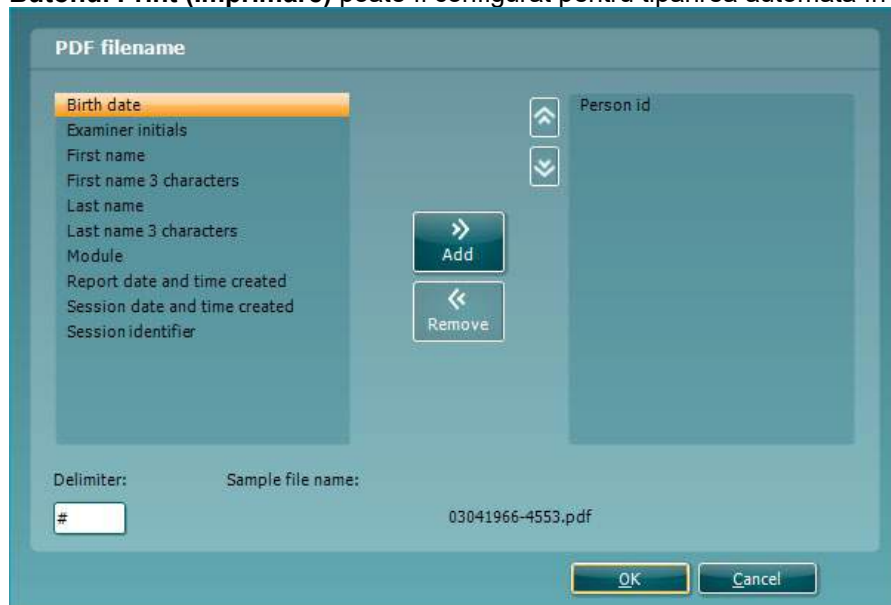 PDF filename
Birth date
Examiner initials
First name
First name 3 characters
Last name
Last name 3 characters
Module
Report date and time created
Session date and time created
Session identifier
Add
Remove
Person id
Delimiter:
Sample file name:
#
03041966-4553.pdf
OK
Cancel